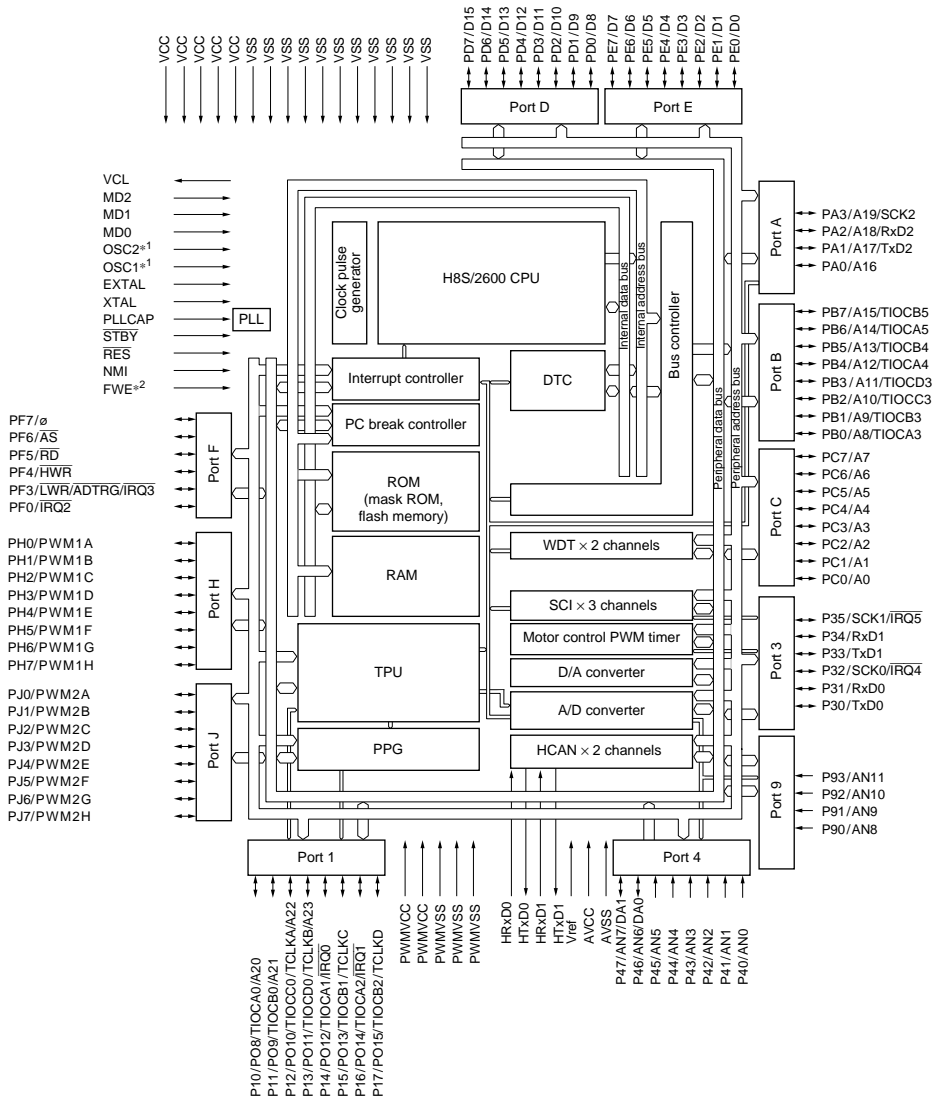 VCC
VCC
VCC
VCC
VCC
VSS
VSS
VSS
VSS
VSS
VSS
VSS
VSS
VSS
VSS
VSS
PD7/D15
PD6/D14
PD5/D13
PD4/D12
PD3/D11
PD2/D10
PD1/D9
PD0/D8
PE7/D7
PE6/D6
PE5/D5
PE4/D4
PE3/D3
PE2/D2
PE1/D1
PE0/D0
Port D
Port E
VCL
MD2
MD1
MD0
OSC2*1
OSC1*1
EXTAL
XTAL
PLLCAP
STBY
RES
NMI
FWE*2
PLL
Clock pulse
generator
H8S/2600 CPU
Internal data bus
Internal address bus
Bus controller
Peripheral data bus
Peripheral address bus
Port A
PA3/A19/SCK2
PA2/A18/RxD2
PA1/A17/TxD2
PA0/A16
Interrupt controller
DTC
PC break controller
ROM
(mask ROM,
flash memory)
RAM
Port B
PB7/A15/TIOCB5
PB6/A14/TIOCA5
PB5/A13/TIOCB4
PB4/A12/TIOCA4
PB3/A11/TIOCD3
PB2/A10/TIOCC3
PB1/A9/TIOCB3
PB0/A8/TIOCA3
PF7/ø
PF6/AS
PF5/RD
PF4/HWR
PF3/LWR/ADTRG/IRQ3
PF0/IRQ2
Port F
Port C
PC7/A7
PC6/A6
PC5/A5
PC4/A4
PC3/A3
PC2/A2
PC1/A1
PC0/A0
PH0/PWM1A
PH1/PWM1B
PH2/PWM1C
PH3/PWM1D
PH4/PWM1E
PH5/PWM1F
PH6/PWM1G
PH7/PWM1H
Port H
WDT × 2 channels
SCI × 3 channels
Motor control PWM timer
D/A converter
A/D converter
HCAN × 2 channels
TPU
PPG
Port 3
P35/SCK1/IRQ5
P34/RxD1
P33/TxD1
P32/SCK0/IRQ4
P31/RxD0
P30/TxD0
PJ0/PWM2A
PJ1/PWM2B
PJ2/PWM2C
PJ3/PWM2D
PJ4/PWM2E
PJ5/PWM2F
PJ6/PWM2G
PJ7/PWM2H
Port J
Port 9
P93/AN11
P92/AN10
P91/AN9
P90/AN8
Port 1
Port 4
P10/PO8/TIOCA0/A20
P11/PO9/TIOCB0/A21
P12/PO10/TIOCC0/TCLKA/A22
P13/PO11/TIOCD0/TCLKB/A23
P14/PO12/TIOCA1/IRQ0
P15/PO13/TIOCB1/TCLKC
P16/PO14/TIOCA2/IRQ1
P17/PO15/TIOCB2/TCLKD
PWMVCC
PWMVCC
PWMVSS
PWMVSS
PWMVSS
HRxD0
HTxD0
HRxD1
HTxD1
Vref
AVCC
AVSS
P47/AN7/DA1
P46/AN6/DA0
P45/AN5
P44/AN4
P43/AN3
P42/AN2
P41/AN1
P40/AN0